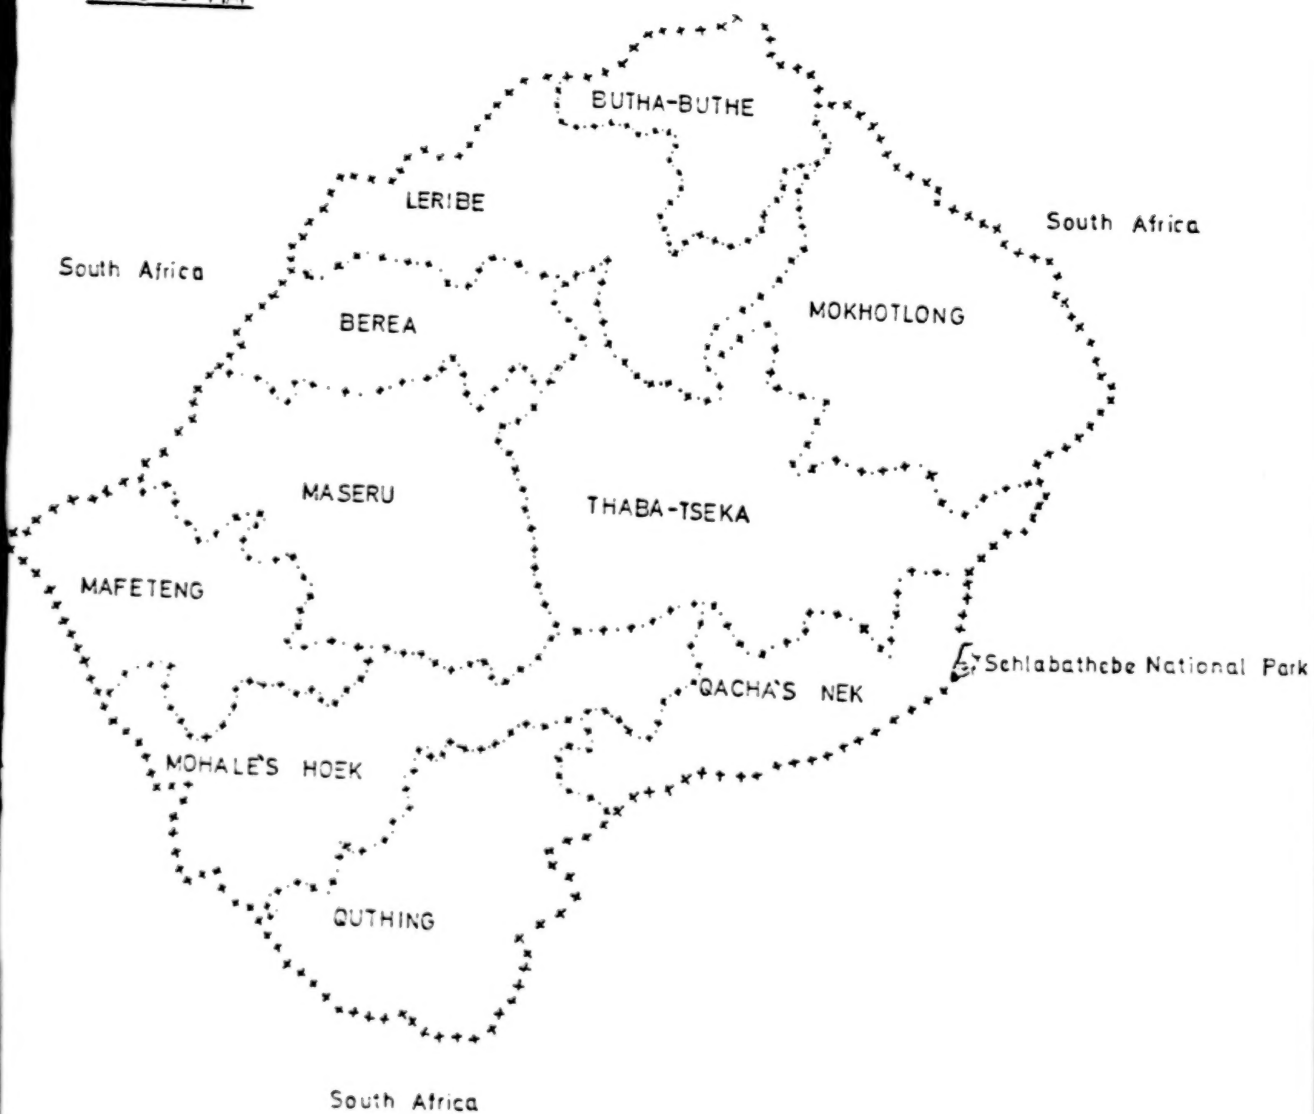 BUTHA-BUTHE
LERIBE
South Africa
South Africa
MOKHOTLONG
BEREA
MASERU
THABA-TSEKA
MAFETENG
Sehlabathebe National Park
QACHA'S NEK
MOHALE'S HOEK
QUTHING
South Africa